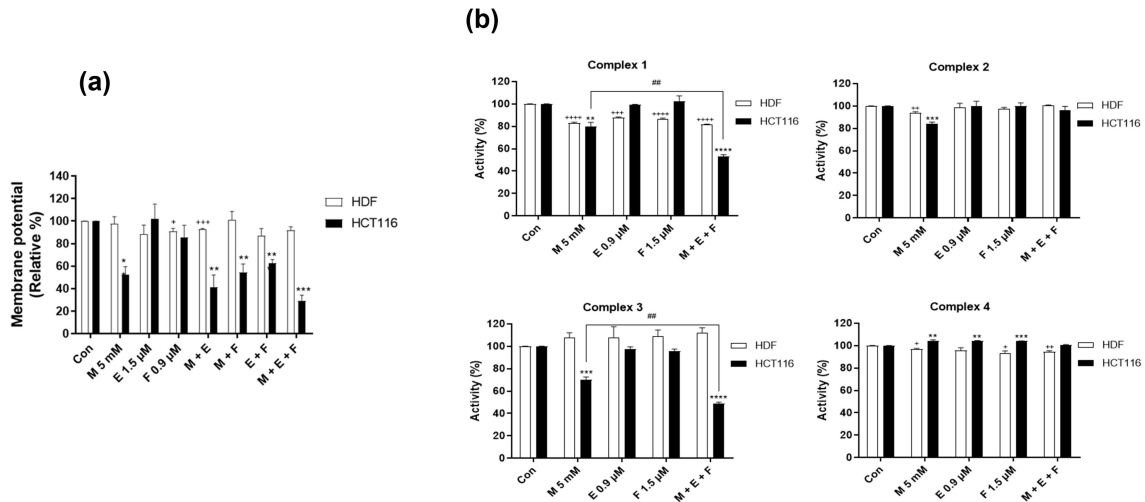 (a)
Membrane potential
(Relative %)
140
120
100
80
60
40
20
0
+
+++
*
**
**
**
***
HDF
HCT116
Con
M 5 mM
E 1.5 µM
F 0.9 µM
M + E
M + F
E + F
M + E + F
(b)
Complex 1
##
Activity (%)
120
100
80
60
40
20
0
++++
**
+++
++++
++++
****
HDF
HCT116
Con
M 5 mM
E 0.9 µM
F 1.5 µM
M + E + F
Complex 2
Activity (%)
120
100
80
60
40
20
0
++
***
HDF
HCT116
Con
M 5 mM
E 0.9 µM
F 1.5 µM
M + E + F
Complex 3
##
Activity (%)
120
100
80
60
40
20
0
***
****
HDF
HCT116
Con
M 5 mM
E 0.9 µM
F 1.5 µM
M + E + F
Complex 4
Activity (%)
120
100
80
60
40
20
0
+
**
**
+
***
++
HDF
HCT116
Con
M 5 mM
E 0.9 µM
F 1.5 µM
M + E + F